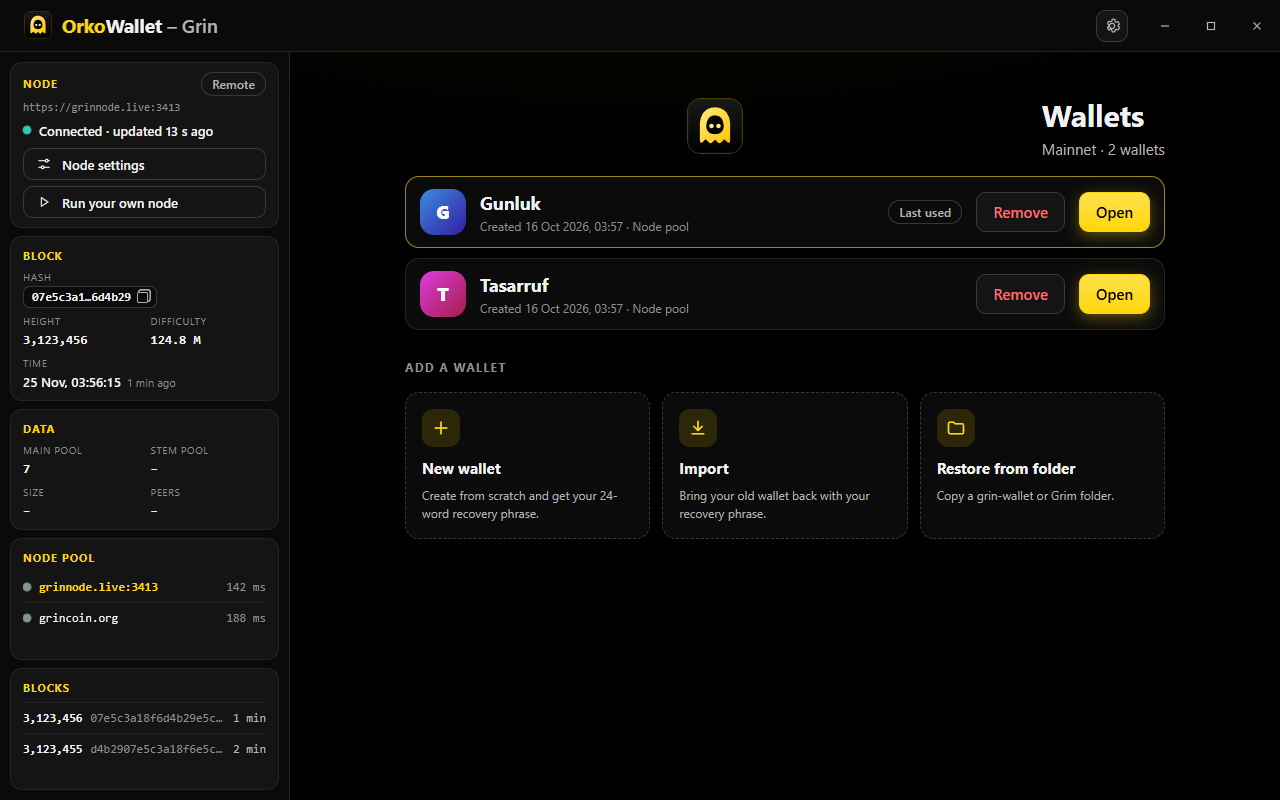 OrkoWallet – Grin
NODE
Remote
https://grinnode.live:3413
Connected · updated 13 s ago
Node settings
Run your own node
BLOCK
HASH
07e5c3a1…6d4b29
HEIGHT
DIFFICULTY
3,123,456
124.8 M
TIME
25 Nov, 03:56:15 1 min ago
DATA
MAIN POOL
STEM POOL
7
–
SIZE
PEERS
–
–
NODE POOL
grinnode.live:3413
142 ms
grincoin.org
188 ms
BLOCKS
3,123,456 07e5c3a18f6d4b29e5c… 1 min
3,123,455 d4b2907e5c3a18f6e5c… 2 min
Wallets
Mainnet · 2 wallets
G
Gunluk
Created 16 Oct 2026, 03:57 · Node pool
Last used
Remove
Open
T
Tasarruf
Created 16 Oct 2026, 03:57 · Node pool
Remove
Open
ADD A WALLET
New wallet
Create from scratch and get your 24-
word recovery phrase.
Import
Bring your old wallet back with your
recovery phrase.
Restore from folder
Copy a grin-wallet or Grim folder.